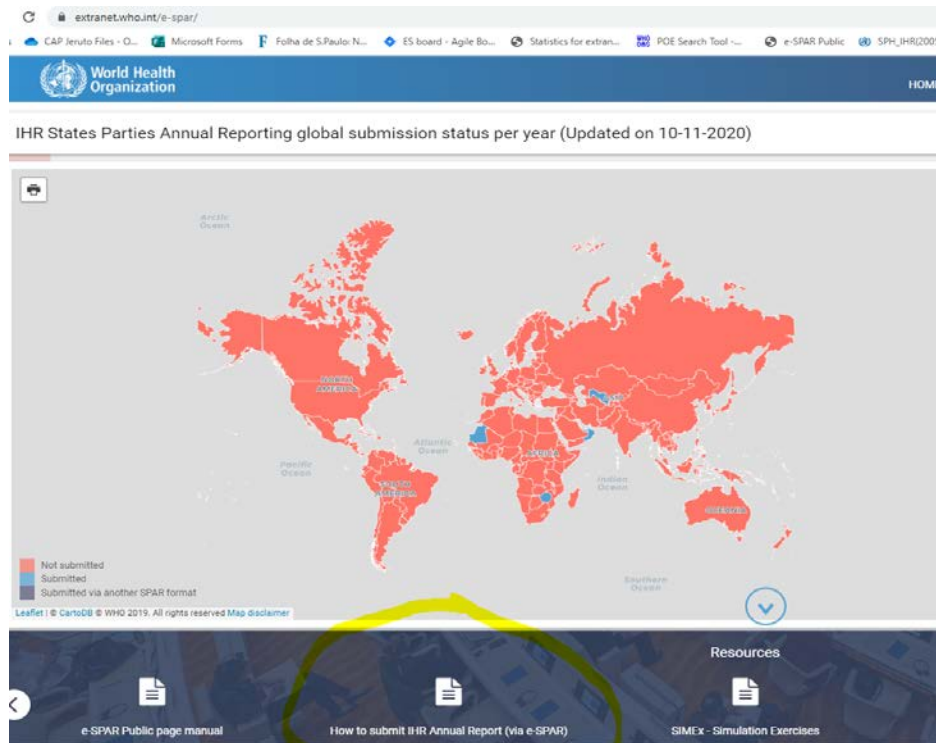 extranet.who.int/e-spar/
CAP Jeruto Files - O... Microsoft Forms Folha de S.Paulo: N... ES board - Agile Bo... Statistics for extran... POE Search Tool -... e-SPAR Public SPH_IHR(2005
World Health
Organization
HOME
IHR States Parties Annual Reporting global submission status per year (Updated on 10-11-2020)
Arctic
Ocean
NORTH
AMERICA
Atlantic
Ocean
AFRICA
Pacific
Ocean
Indian
Ocean
SOUTH
AMERICA
OCEANIA
Southern
Ocean
Not submitted
Submitted
Submitted via another SPAR format
Leaflet | © CartoDB © WHO 2019. All rights reserved Map disclaimer
Resources
e-SPAR Public page manual
How to submit IHR Annual Report (via e-SPAR)
SIMEx - Simulation Exercises